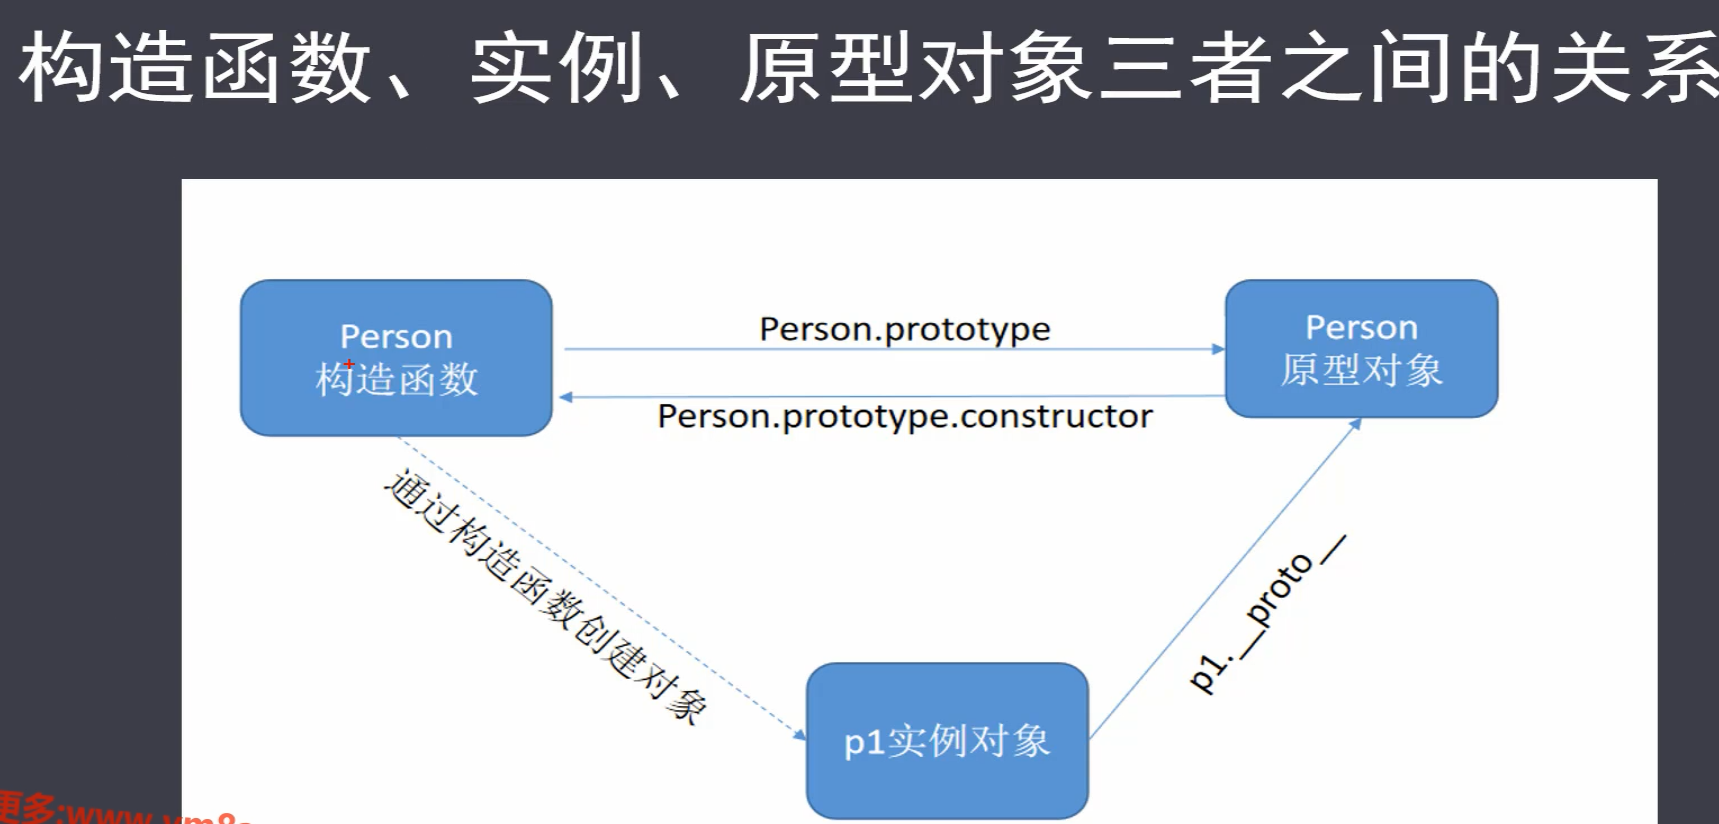 构造函数、实例、原型对象三者之间的关系
Person
构造函数
Person.prototype
Person.prototype.constructor
Person
原型对象
通过构造函数创建对象
p1.__proto__
p1实例对象
更多:www.ym8